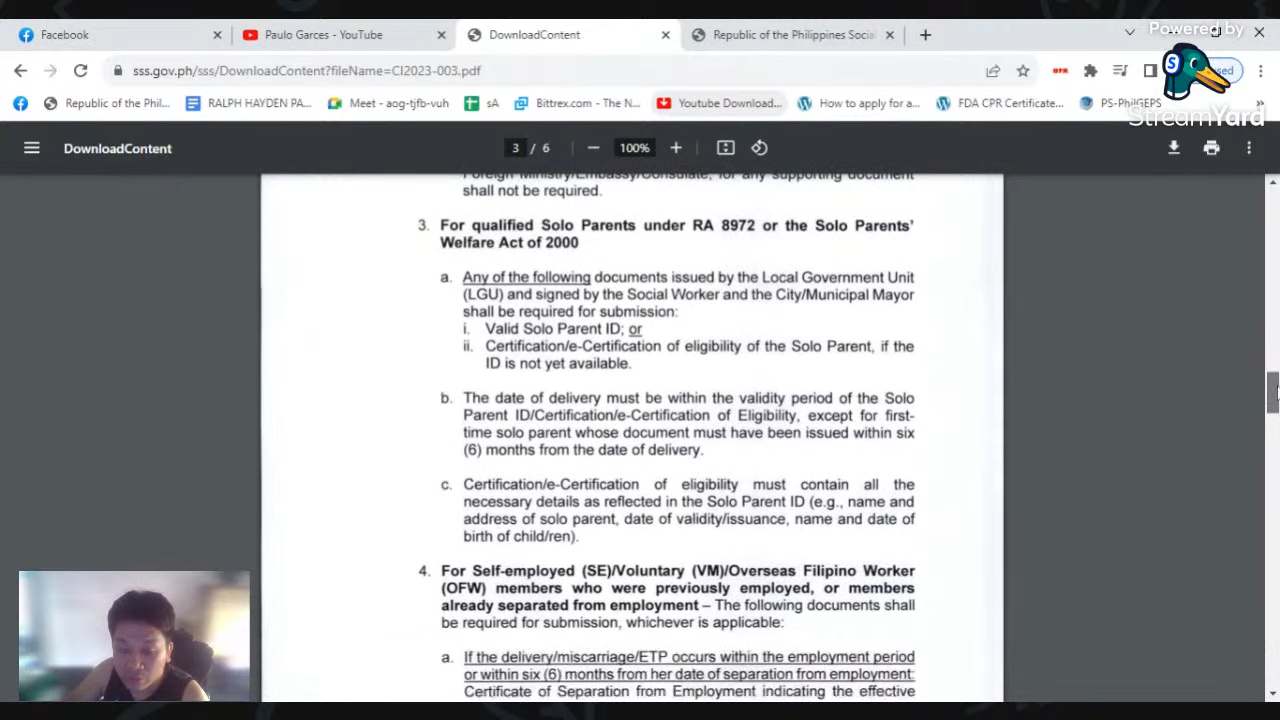 Powered by
Facebook
Paulo Garces - YouTube
DownloadContent
Republic of the Philippines Socia
sss.gov.ph/sss/DownloadContent?fileName=CI2023-003.pdf
StreamYard
Republic of the Phil...
RALPH HAYDEN PA...
Meet - aog-tjfb-vuh
sA
Bittrex.com - The N...
Youtube Download...
How to apply for a...
FDA CPR Certificate...
PS-PhilGEPS
DownloadContent
3 / 6
100%
Foreign Ministry/Embassy/Consulate, for any supporting document
shall not be required.
3. For qualified Solo Parents under RA 8972 or the Solo Parents'
Welfare Act of 2000
a. Any of the following documents issued by the Local Government Unit
(LGU) and signed by the Social Worker and the City/Municipal Mayor
shall be required for submission:
i. Valid Solo Parent ID; or
ii. Certification/e-Certification of eligibility of the Solo Parent, if the
ID is not yet available.
b. The date of delivery must be within the validity period of the Solo
Parent ID/Certification/e-Certification of Eligibility, except for first-
time solo parent whose document must have been issued within six
(6) months from the date of delivery.
c. Certification/e-Certification of eligibility must contain all the
necessary details as reflected in the Solo Parent ID (e.g., name and
address of solo parent, date of validity/issuance, name and date of
birth of child/ren).
4. For Self-employed (SE)/Voluntary (VM)/Overseas Filipino Worker
(OFW) members who were previously employed, or members
already separated from employment – The following documents shall
be required for submission, whichever is applicable:
a. If the delivery/miscarriage/ETP occurs within the employment period
or within six (6) months from her date of separation from employment:
Certificate of Separation from Employment indicating the effective